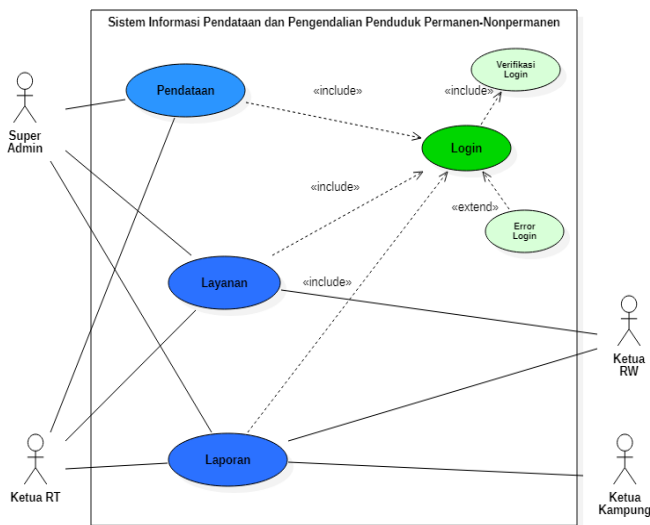 Sistem Informasi Pendataan dan Pengendalian Penduduk Permanen-Nonpermanen
Verifikasi
Login
Pendataan
«include»
«include»
Super
Admin
Login
«include»
«extend»
Error
Login
Layanan
«include»
Ketua
RW
Laporan
Ketua RT
Ketua
Kampung